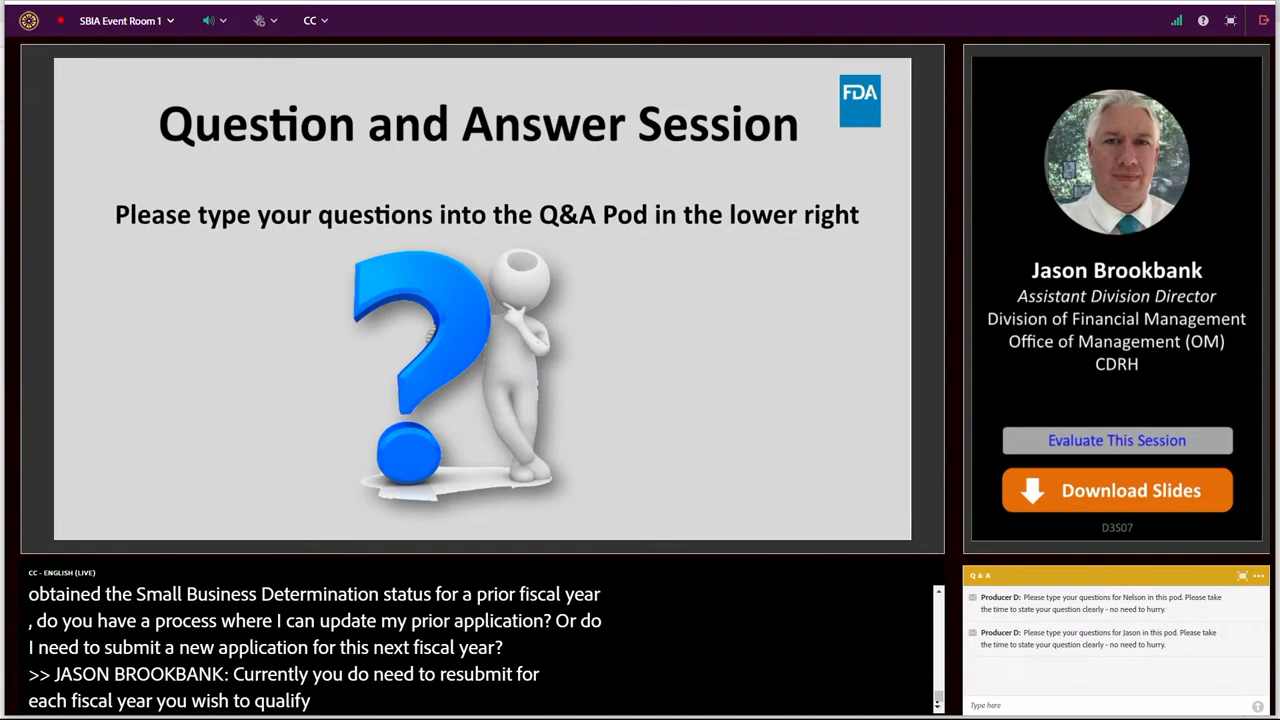 SBIA Event Room 1
CC
FDA
Question and Answer Session
Please type your questions into the Q&A Pod in the lower right
Jason Brookbank
Assistant Division Director
Division of Financial Management
Office of Management (OM)
CDRH
Evaluate This Session
Download Slides
D3S07
CC - ENGLISH (LIVE)
obtained the Small Business Determination status for a prior fiscal year
, do you have a process where I can update my prior application? Or do
I need to submit a new application for this next fiscal year?
>> JASON BROOKBANK: Currently you do need to resubmit for
each fiscal year you wish to qualify
Q & A
Producer D: Please type your questions for Nelson in this pod. Please take
the time to state your question clearly - no need to hurry.
Producer D: Please type your questions for Jason in this pod. Please take
the time to state your question clearly - no need to hurry.
Type here